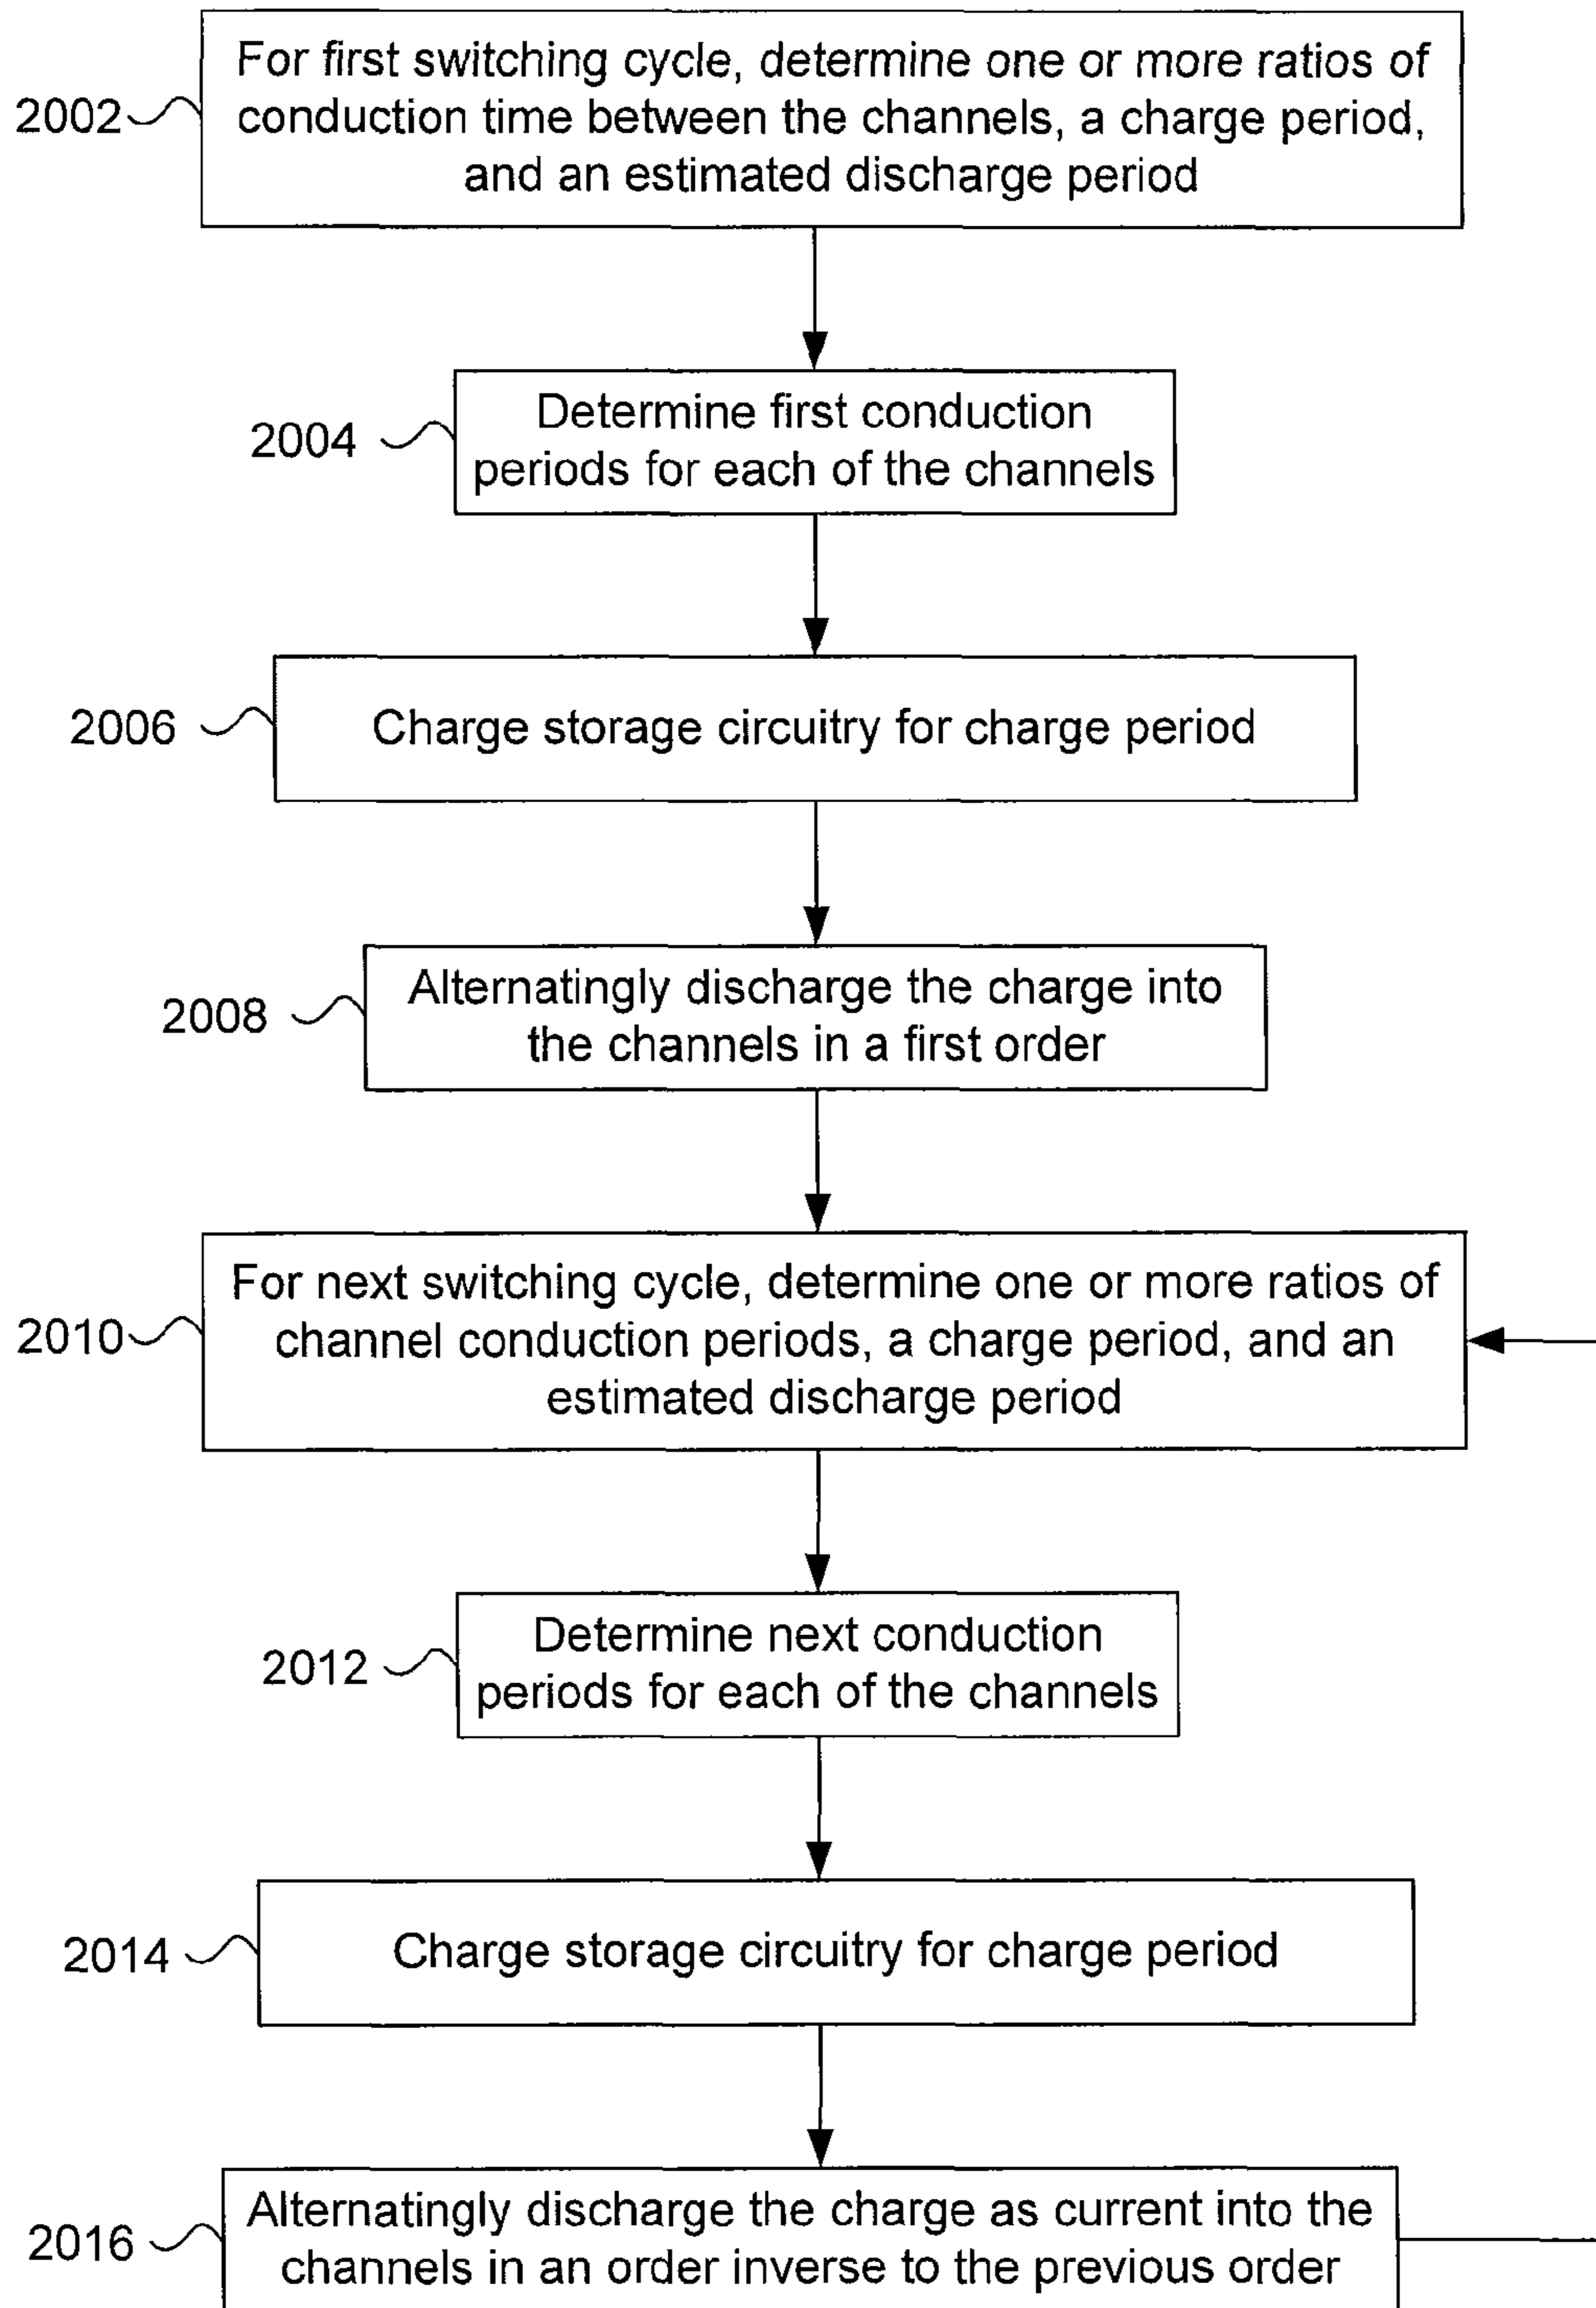 For first switching cycle, determine one or more ratios of
conduction time between the channels, a charge period,
and an estimated discharge period
2002
Determine first conduction
periods for each of the channels
2004
Charge storage circuitry for charge period
2006
Alternatingly discharge the charge into
the channels in a first order
2008
For next switching cycle, determine one or more ratios of
channel conduction periods, a charge period, and an
estimated discharge period
2010
Determine next conduction
periods for each of the channels
2012
Charge storage circuitry for charge period
2014
Alternatingly discharge the charge as current into the
channels in an order inverse to the previous order
2016